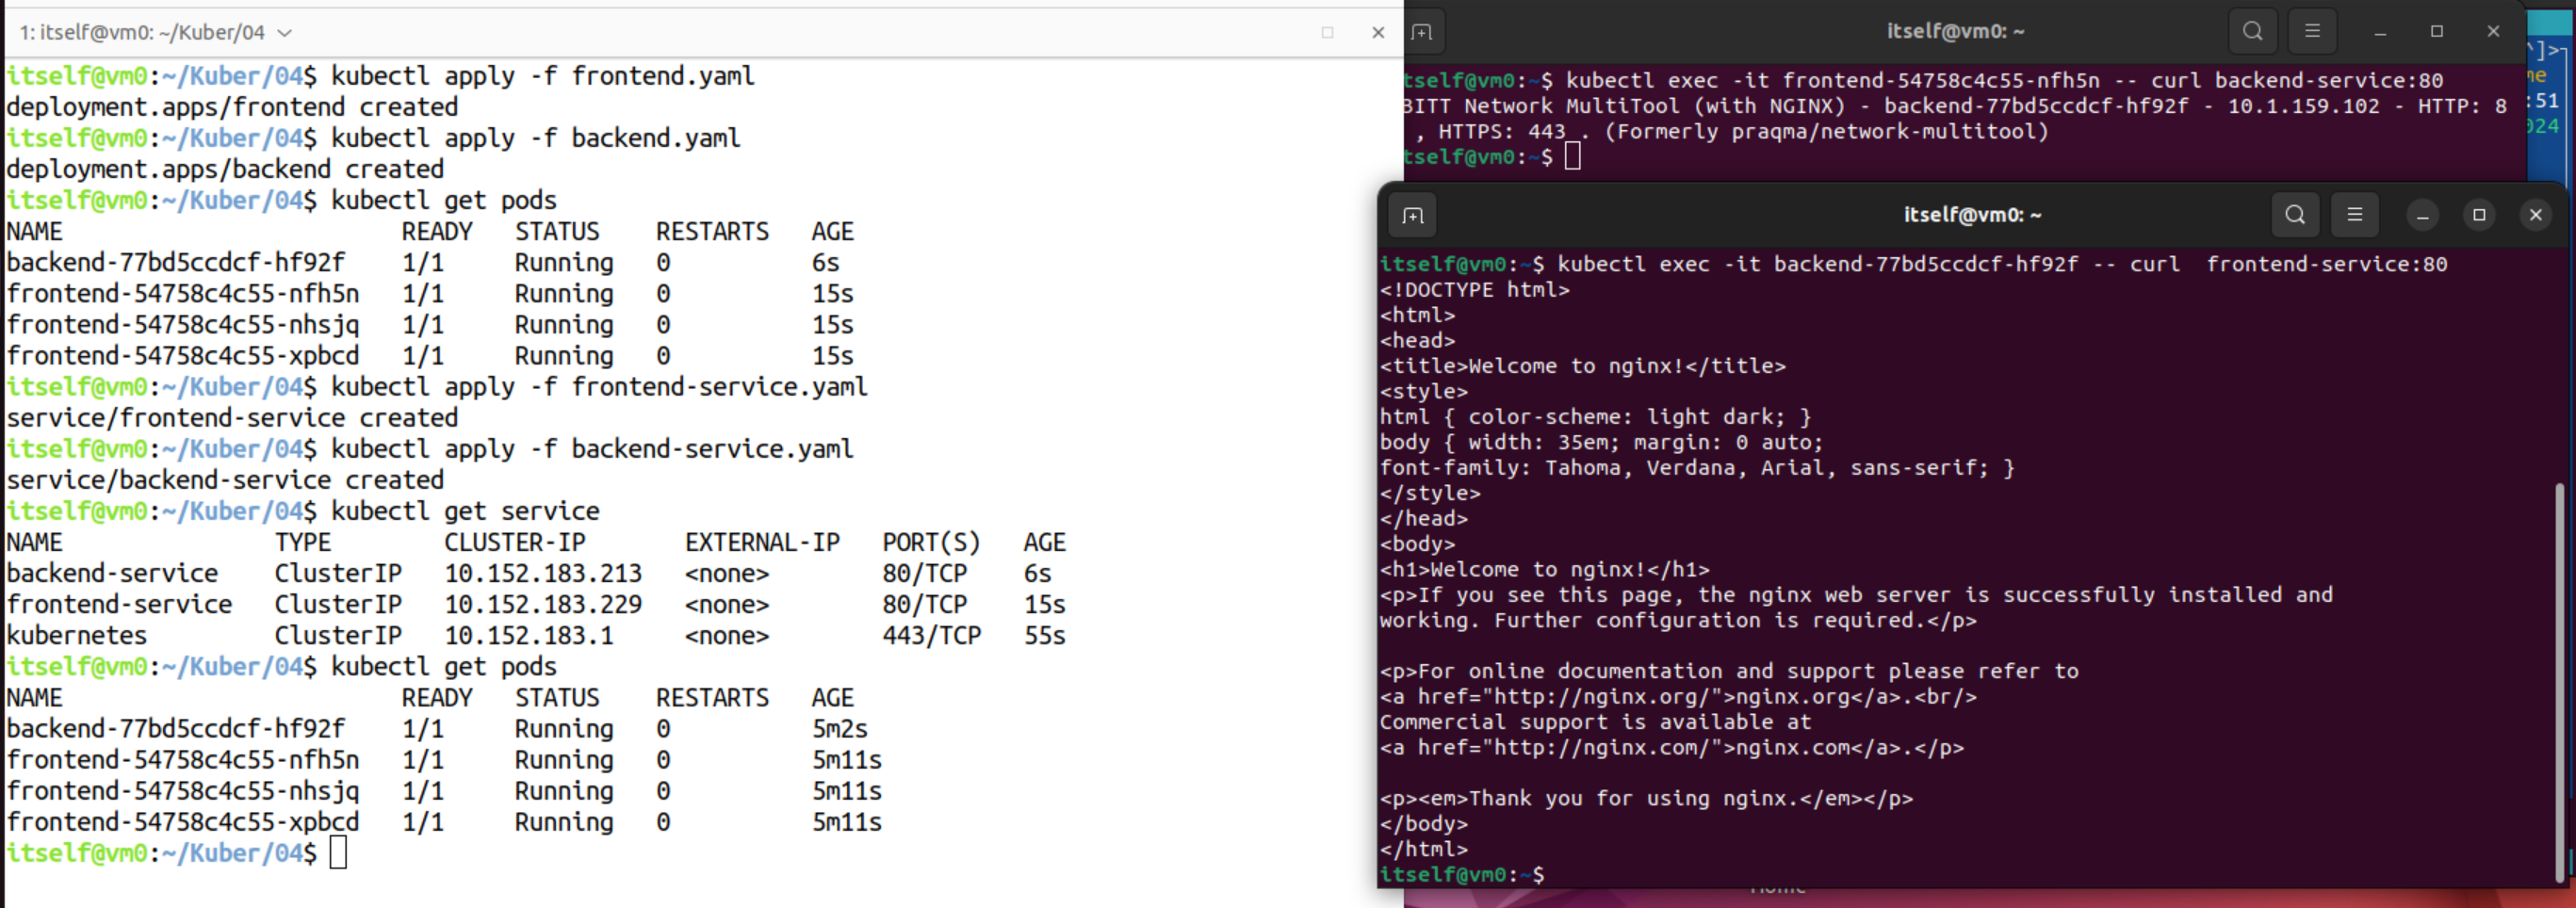 1: itself@vm0: ~/Kuber/04
itself@vm0:~/Kuber/04$ kubectl apply -f frontend.yaml
deployment.apps/frontend created
itself@vm0:~/Kuber/04$ kubectl apply -f backend.yaml
deployment.apps/backend created
itself@vm0:~/Kuber/04$ kubectl get pods
NAME READY STATUS RESTARTS AGE
backend-77bd5ccdcf-hf92f 1/1 Running 0 6s
frontend-54758c4c55-nfh5n 1/1 Running 0 15s
frontend-54758c4c55-nhsjq 1/1 Running 0 15s
frontend-54758c4c55-xpbcd 1/1 Running 0 15s
itself@vm0:~/Kuber/04$ kubectl apply -f frontend-service.yaml
service/frontend-service created
itself@vm0:~/Kuber/04$ kubectl apply -f backend-service.yaml
service/backend-service created
itself@vm0:~/Kuber/04$ kubectl get service
NAME TYPE CLUSTER-IP EXTERNAL-IP PORT(S) AGE
backend-service ClusterIP 10.152.183.213 <none> 80/TCP 6s
frontend-service ClusterIP 10.152.183.229 <none> 80/TCP 15s
kubernetes ClusterIP 10.152.183.1 <none> 443/TCP 55s
itself@vm0:~/Kuber/04$ kubectl get pods
NAME READY STATUS RESTARTS AGE
backend-77bd5ccdcf-hf92f 1/1 Running 0 5m2s
frontend-54758c4c55-nfh5n 1/1 Running 0 5m11s
frontend-54758c4c55-nhsjq 1/1 Running 0 5m11s
frontend-54758c4c55-xpbcd 1/1 Running 0 5m11s
itself@vm0:~/Kuber/04$
itself@vm0: ~
tself@vm0:~$ kubectl exec -it frontend-54758c4c55-nfh5n -- curl backend-service:80
BITT Network MultiTool (with NGINX) - backend-77bd5ccdcf-hf92f - 10.1.159.102 - HTTP: 8
, HTTPS: 443 . (Formerly praqma/network-multitool)
tself@vm0:~$
^]>
me
:51
024
itself@vm0: ~
itself@vm0:~$ kubectl exec -it backend-77bd5ccdcf-hf92f -- curl  frontend-service:80
<!DOCTYPE html>
<html>
<head>
<title>Welcome to nginx!</title>
<style>
html { color-scheme: light dark; }
body { width: 35em; margin: 0 auto;
font-family: Tahoma, Verdana, Arial, sans-serif; }
</style>
</head>
<body>
<h1>Welcome to nginx!</h1>
<p>If you see this page, the nginx web server is successfully installed and
working. Further configuration is required.</p>
<p>For online documentation and support please refer to
<a href="http://nginx.org/">nginx.org</a>.<br/>
Commercial support is available at
<a href="http://nginx.com/">nginx.com</a>.</p>
<p><em>Thank you for using nginx.</em></p>
</body>
</html>
itself@vm0:~$
Home